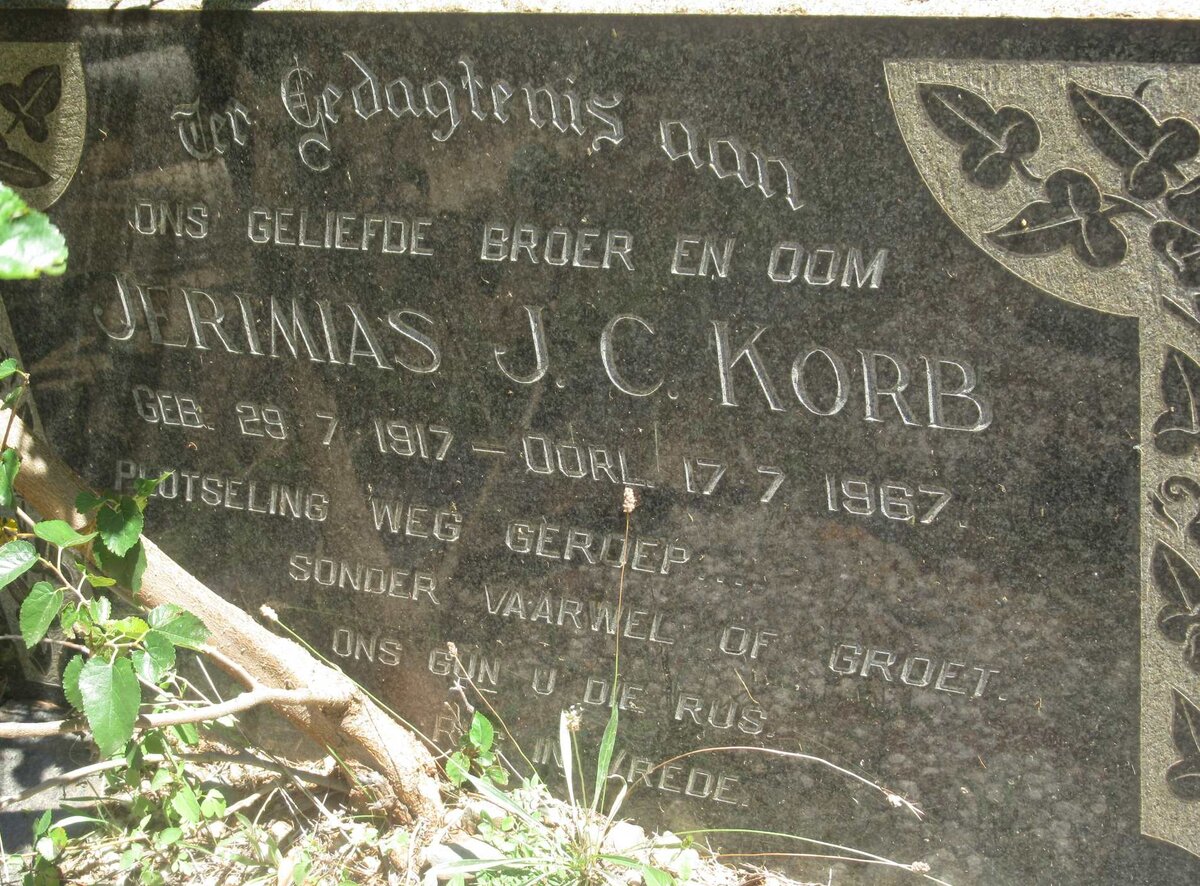 Ter Gedagtenis aan
ONS GELIEFDE BROER EN OOM
JERIMIAS J. C. KORB
GEB. 29 7 1917 – OORL. 17 7 1967.
PLOTSELING WEG GEROEP.....
SONDER VAARWEL OF GROET.
ONS GUN U DIE RUS.
IN VREDE.